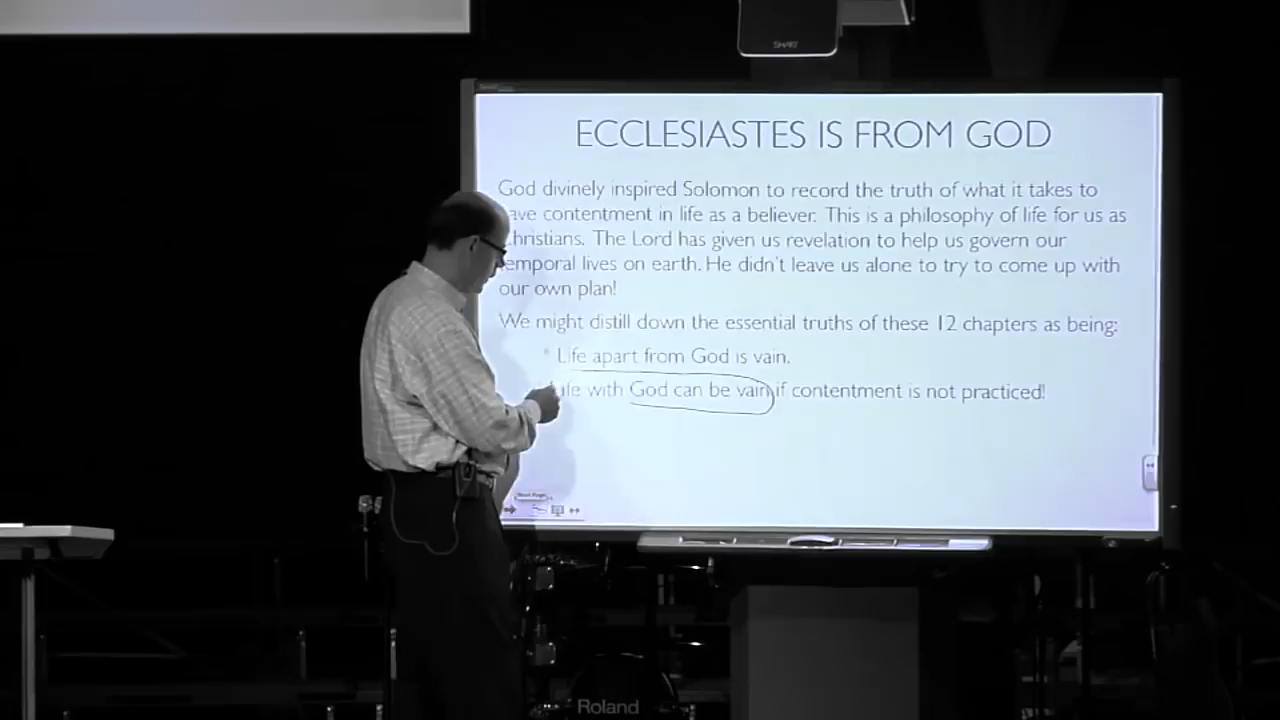 SMART
ECCLESIASTES IS FROM GOD
God divinely inspired Solomon to record the truth of what it takes to
ave contentment in life as a believer. This is a philosophy of life for us as
christians. The Lord has given us revelation to help us govern our
temporal lives on earth. He didn't leave us alone to try to come up with
our own plan!
We might distill down the essential truths of these 12 chapters as being:
* Life apart from God is vain.
life with God can be vain if contentment is not practiced!
Next Page
Roland